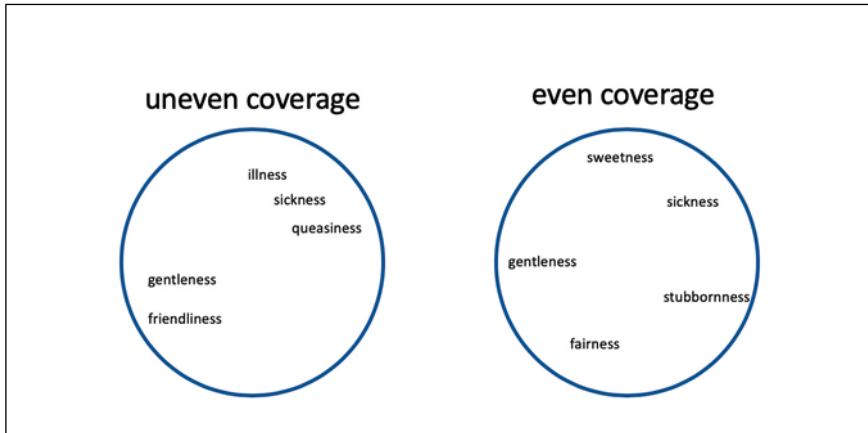 uneven coverage
illness
sickness
queasiness
gentleness
friendliness
even coverage
sweetness
sickness
gentleness
stubbornness
fairness